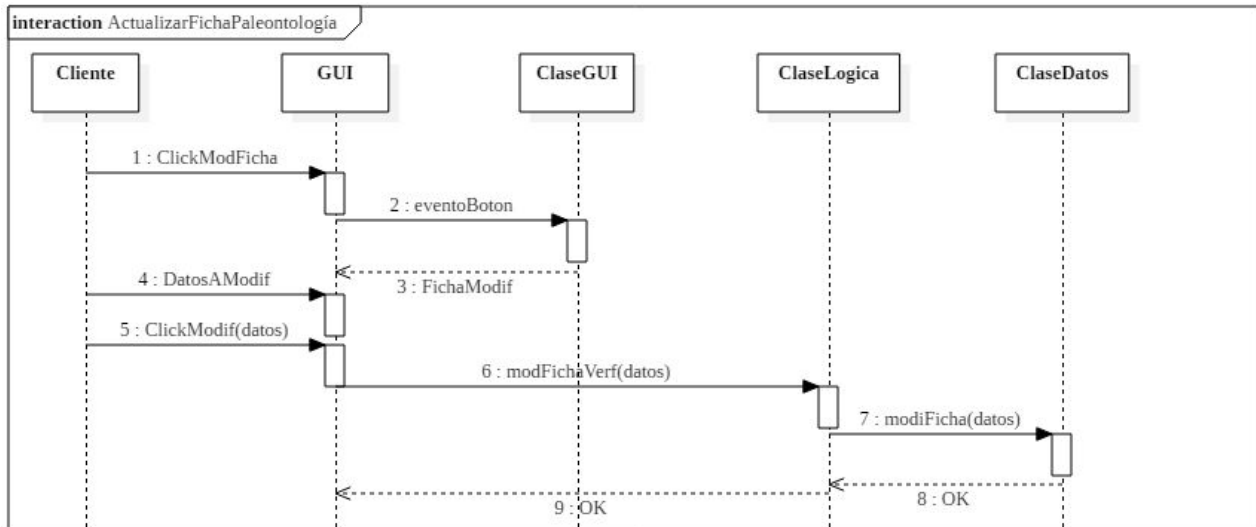 interaction ActualizarFichaPaleontología
Cliente
GUI
ClaseGUI
ClaseLogica
ClaseDatos
1 : ClickModFicha
2 : eventoBoton
3 : FichaModif
4 : DatosAModif
5 : ClickModif(datos)
6 : modFichaVerf(datos)
7 : modiFicha(datos)
8 : OK
9 : OK